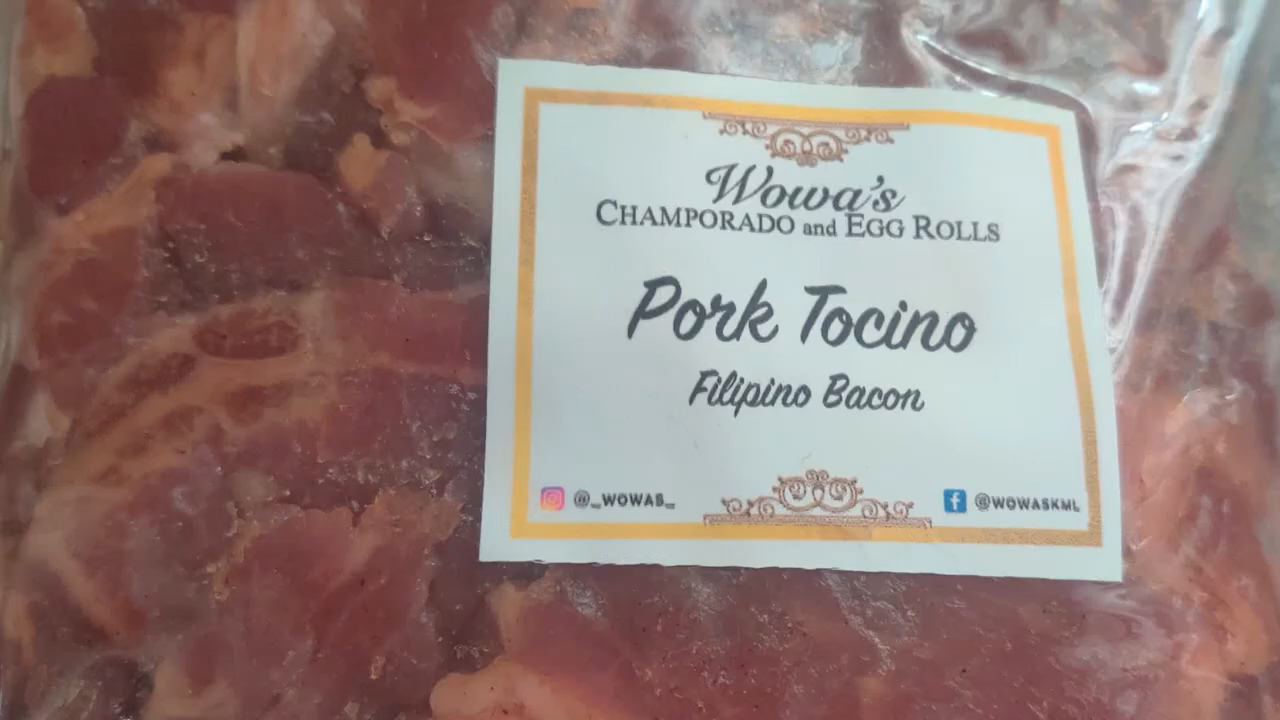 Wowa's
CHAMPORADO and EGG ROLLS
Pork Tocino
Filipino Bacon
@_WOWAS_
@WOWASKML